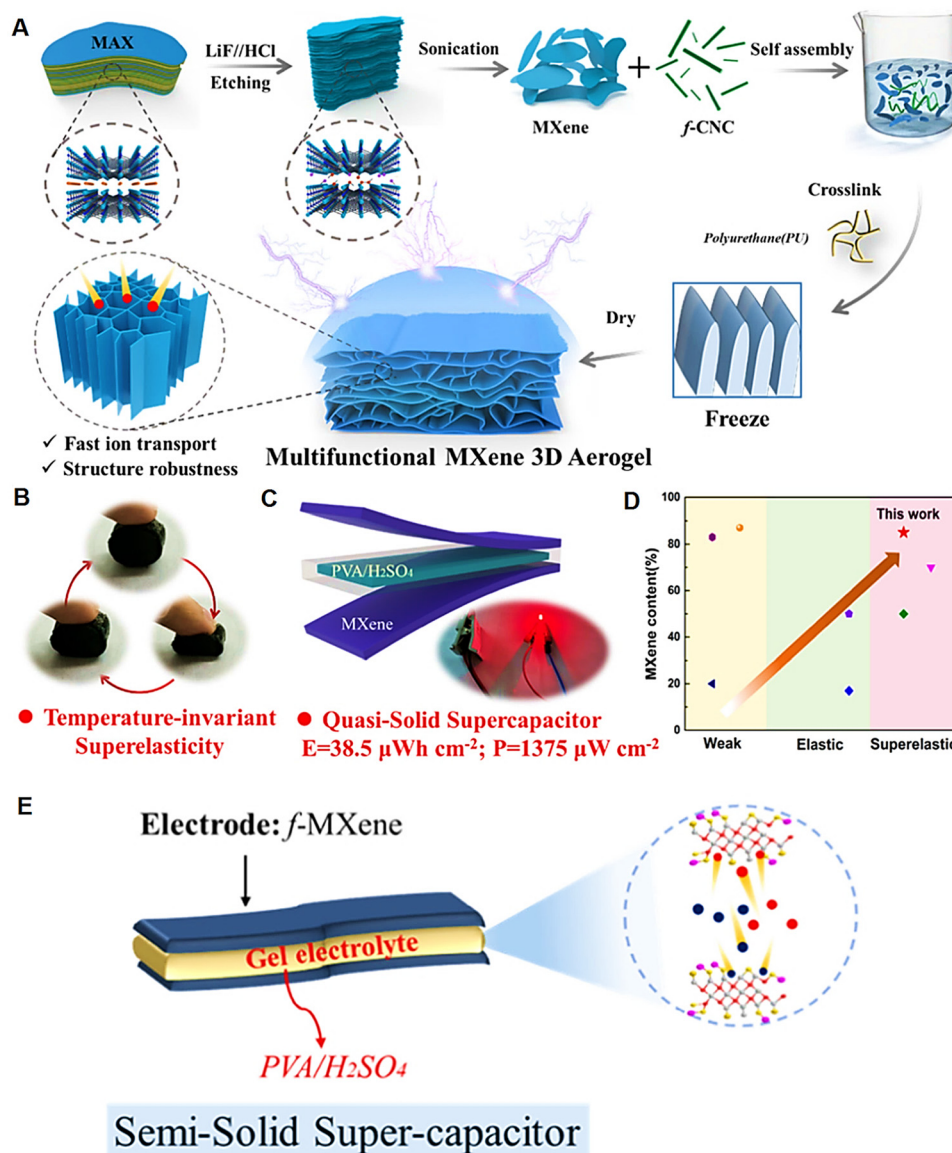 A
MAX
LiF//HCl
Etching
Sonication
MXene
+
f-CNC
Self assembly
Crosslink
Polyurethane(PU)
Freeze
Dry
✓ Fast ion transport
✓ Structure robustness
Multifunctional MXene 3D Aerogel
B
Temperature-invariant
Superelasticity
C
PVA/H₂SO₄
MXene
Quasi-Solid Supercapacitor
E=38.5 μWh cm⁻²; P=1375 μW cm⁻²
D
MXene content(%)
100
80
60
40
20
0
This work
Weak
Elastic
Superelastic
E
Electrode: f-MXene
Gel electrolyte
PVA/H₂SO₄
Semi-Solid Super-capacitor